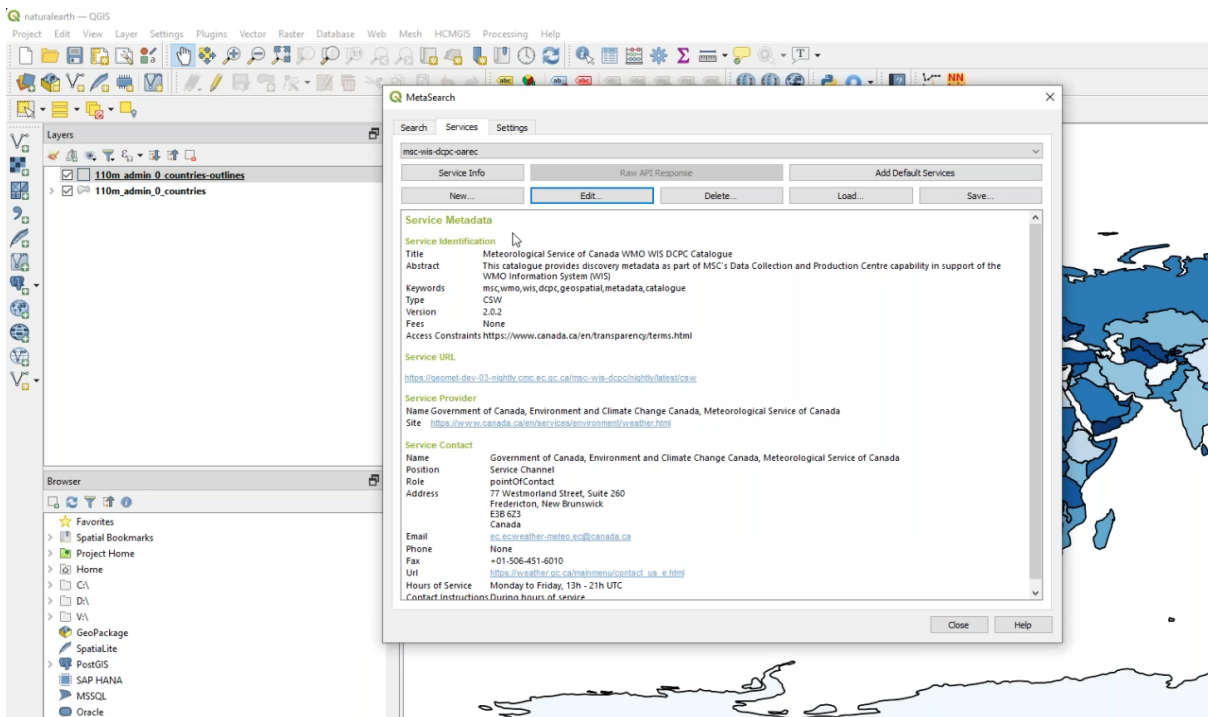 naturalearth — QGIS
Project Edit View Layer Settings Plugins Vector Raster Database Web Mesh HCMGIS Processing Help
MetaSearch
Search Services Settings
msc-wis-dcpc-oarec
Service Info Raw API Response Add Default Services
New... Edit... Delete... Load... Save...
Service Metadata
Service Identification
Title Meteorological Service of Canada WMO WIS DCPC Catalogue
Abstract This catalogue provides discovery metadata as part of MSC's Data Collection and Production Centre capability in support of the
WMO Information System (WIS)
Keywords msc,wmo,wis,dcpc,geospatial,metadata,catalogue
Type CSW
Version 2.0.2
Fees None
Access Constraints https://www.canada.ca/en/transparency/terms.html
Service URL
https://geomet-dev-03-nightly.cmc.ec.gc.ca/msc-wis-dcpc/nightly/latest/csw
Service Provider
Name Government of Canada, Environment and Climate Change Canada, Meteorological Service of Canada
Site https://www.canada.ca/en/services/environment/weather.html
Service Contact
Name Government of Canada, Environment and Climate Change Canada, Meteorological Service of Canada
Position Service Channel
Role pointOfContact
Address 77 Westmorland Street, Suite 260
Fredericton, New Brunswick
E3B 6Z3
Canada
Email ec.ecweather-meteo.ec@canada.ca
Phone None
Fax +01-506-451-6010
Url https://weather.gc.ca/mainmenu/contact_us_e.html
Hours of Service Monday to Friday, 13h - 21h UTC
Contact Instructions During hours of service
Close Help
Layers
110m_admin_0_countries-outlines
110m_admin_0_countries
Browser
Favorites
Spatial Bookmarks
Project Home
Home
C:\
D:\
V:\
GeoPackage
SpatiaLite
PostGIS
SAP HANA
MSSQL
Oracle